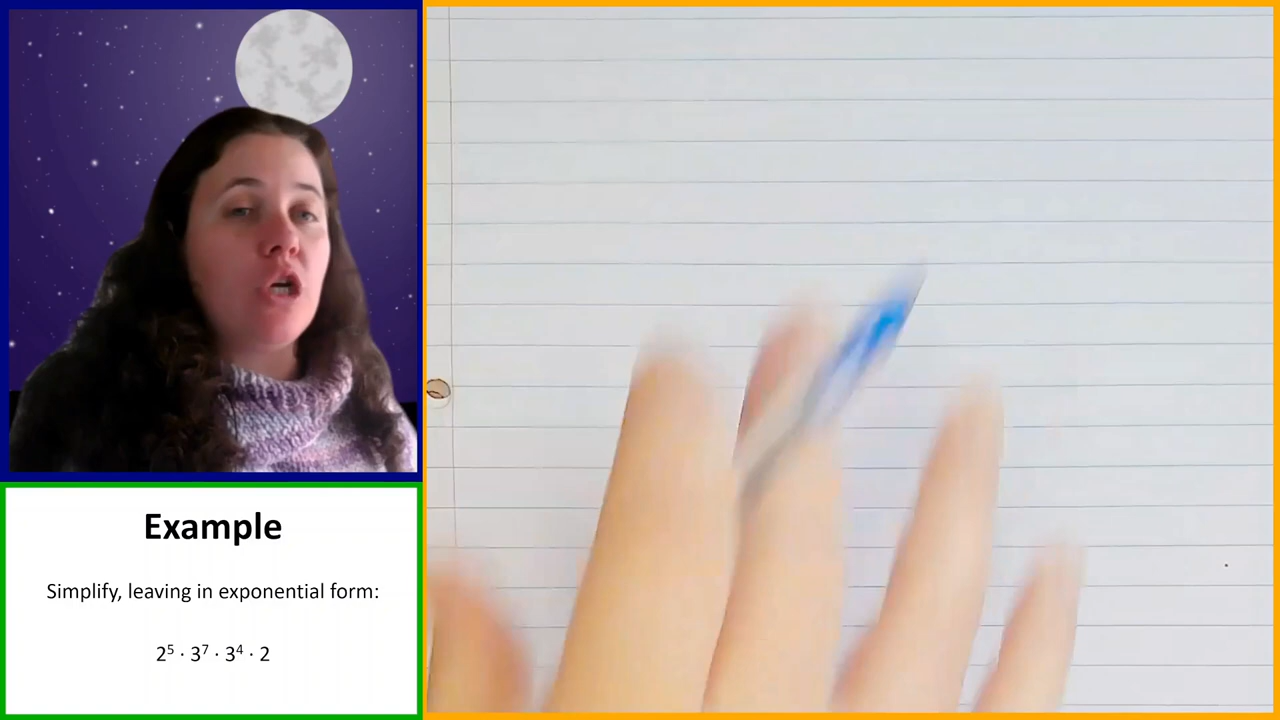 Example
Simplify, leaving in exponential form:
2⁵ · 3⁷ · 3⁴ · 2